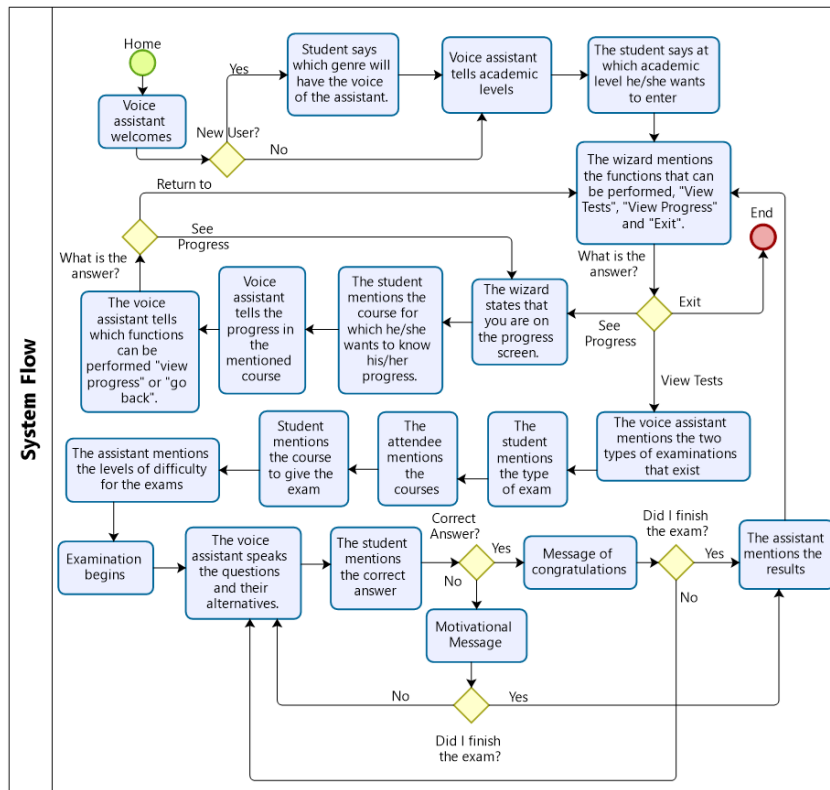 System Flow
Home
Voice
assistant
welcomes
New User?
Yes
No
Student says
which genre will
have the voice
of the assistant.
Voice assistant
tells academic
levels
The student says at
which academic
level he/she wants
to enter
The wizard mentions
the functions that can
be performed, "View
Tests", "View Progress"
and "Exit".
What is the
answer?
End
Exit
See
Progress
View Tests
The wizard
states that
you are on
the progress
screen.
The student
mentions the
course for
which he/she
wants to know
his/her
progress.
Voice
assistant
tells the
progress in
the
mentioned
course
The voice
assistant tells
which functions
can be
performed "view
progress" or "go
back".
What is the
answer?
Return to
See
Progress
The voice assistant
mentions the two
types of examinations
that exist
The
student
mentions
the type
of exam
The
attendee
mentions
the
courses
Student
mentions
the course
to give the
exam
The assistant mentions
the levels of difficulty
for the exams
Examination
begins
The voice
assistant speaks
the questions
and their
alternatives.
The student
mentions
the correct
answer
Correct
Answer?
Yes
No
Message of
congratulations
Did I finish
the exam?
Yes
No
The assistant
mentions the
results
Motivational
Message
No
Yes
Did I finish
the exam?